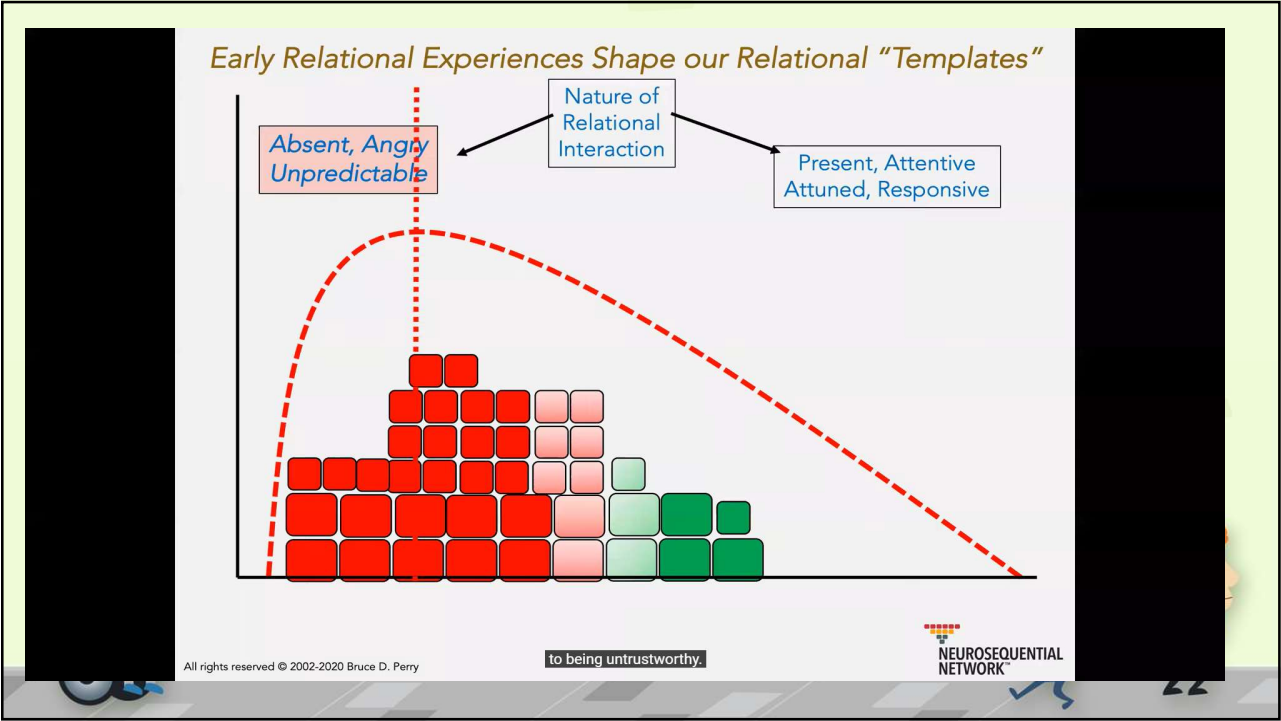 Early Relational Experiences Shape our Relational “Templates”
Nature of
Relational
Interaction
Absent, Angry
Unpredictable
Present, Attentive
Attuned, Responsive
to being untrustworthy.
All rights reserved © 2002-2020 Bruce D. Perry
NEUROSEQUENTIAL
NETWORK™